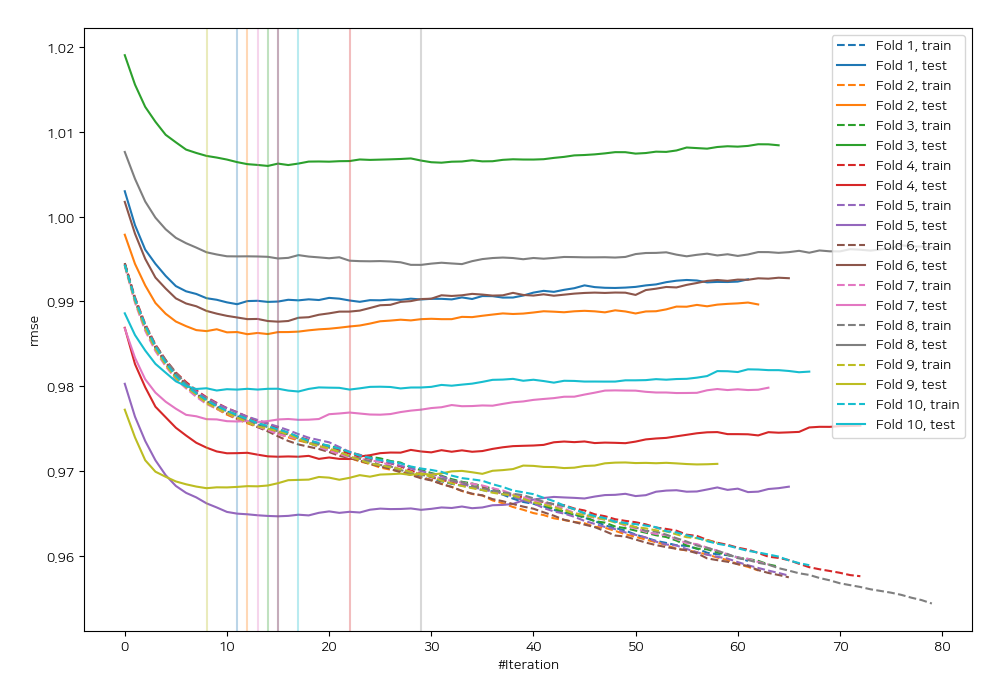 1,02
1,01
1,00
0,99
0,98
0,97
0,96
rmse
0 10 20 30 40 50 60 70 80
#Iteration
Fold 1, train
Fold 1, test
Fold 2, train
Fold 2, test
Fold 3, train
Fold 3, test
Fold 4, train
Fold 4, test
Fold 5, train
Fold 5, test
Fold 6, train
Fold 6, test
Fold 7, train
Fold 7, test
Fold 8, train
Fold 8, test
Fold 9, train
Fold 9, test
Fold 10, train
Fold 10, test